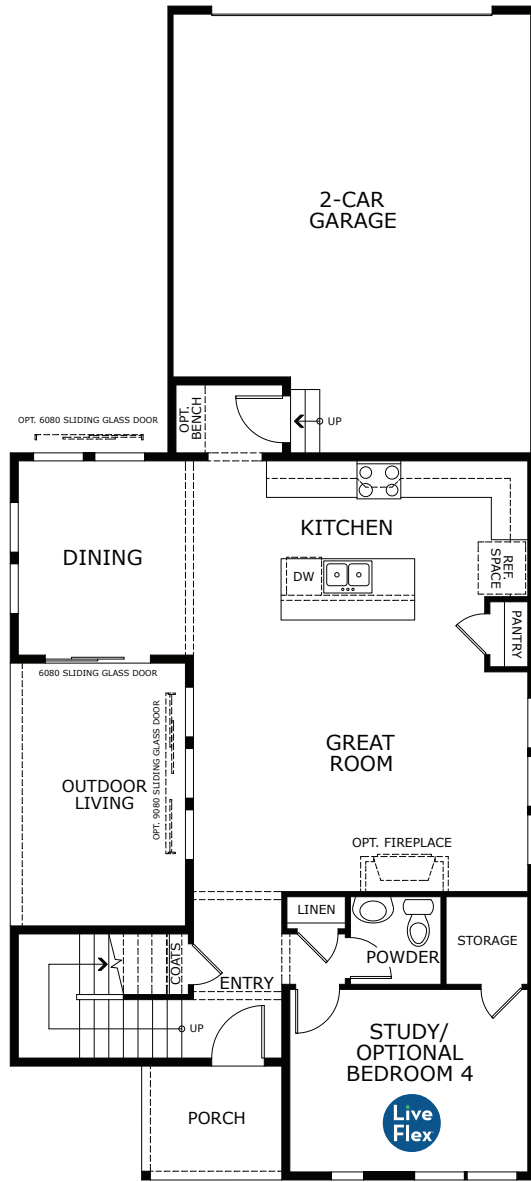 2-CAR
GARAGE
OPT. 6080 SLIDING GLASS DOOR
OPT.
BENCH
UP
KITCHEN
DINING
DW
REF.
SPACE
PANTRY
6080 SLIDING GLASS DOOR
OPT. 9080 SLIDING GLASS DOOR
GREAT
ROOM
OUTDOOR
LIVING
OPT. FIREPLACE
LINEN
COATS
POWDER
STORAGE
ENTRY
UP
STUDY/
OPTIONAL
BEDROOM 4
Live
Flex
PORCH